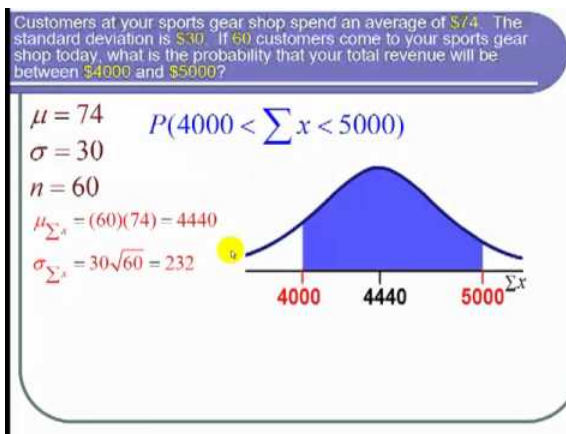 Customers at your sports gear shop spend an average of $74. The
standard deviation is $30. If 60 customers come to your sports gear
shop today, what is the probability that your total revenue will be
between $4000 and $5000?
μ = 74
P(4000 < ∑ x < 5000)
σ = 30
n = 60
μ∑x = (60)(74) = 4440
σ∑x = 30√60 = 232
4000 4440 5000 ∑x